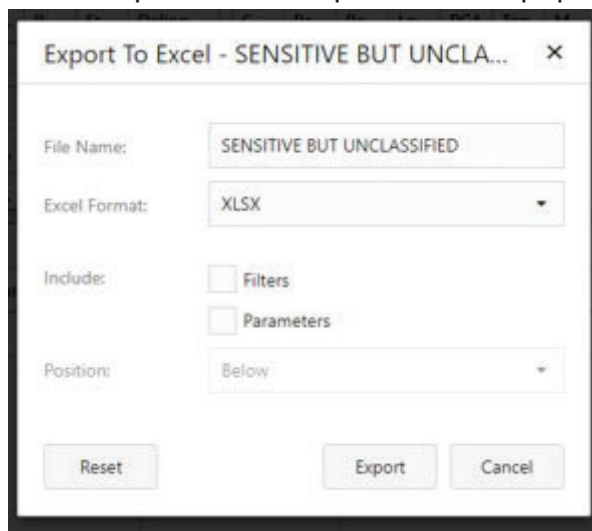 Export To Excel - SENSITIVE BUT UNCLA... ×
File Name: SENSITIVE BUT UNCLASSIFIED
Excel Format: XLSX
Include: Filters
Parameters
Position: Below
Reset Export Cancel